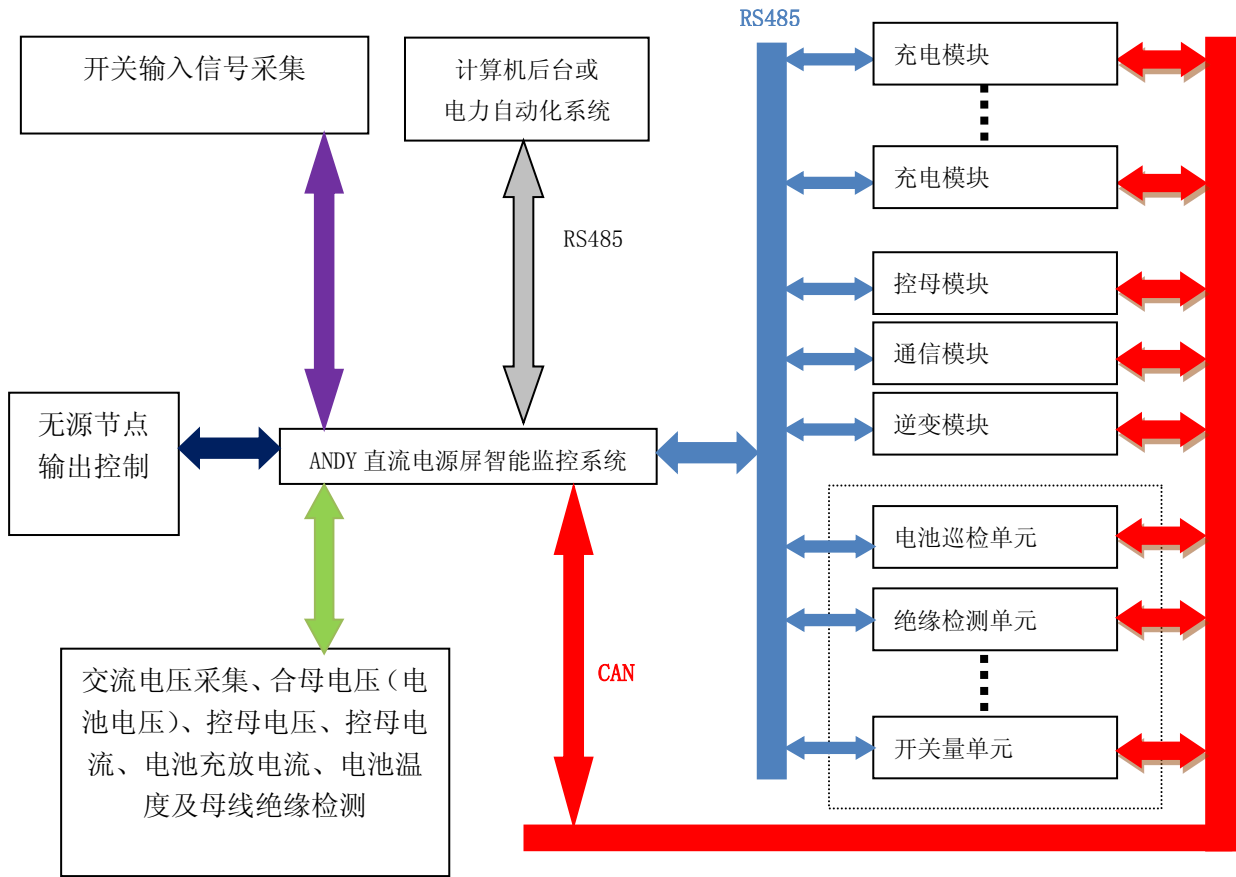 开关输入信号采集
计算机后台或
电力自动化系统
RS485
无源节点
输出控制
ANDY 直流电源屏智能监控系统
交流电压采集、合母电压（电
池电压）、控母电压、控母电
流、电池充放电流、电池温
度及母线绝缘检测
CAN
RS485
充电模块
充电模块
控母模块
通信模块
逆变模块
电池巡检单元
绝缘检测单元
开关量单元